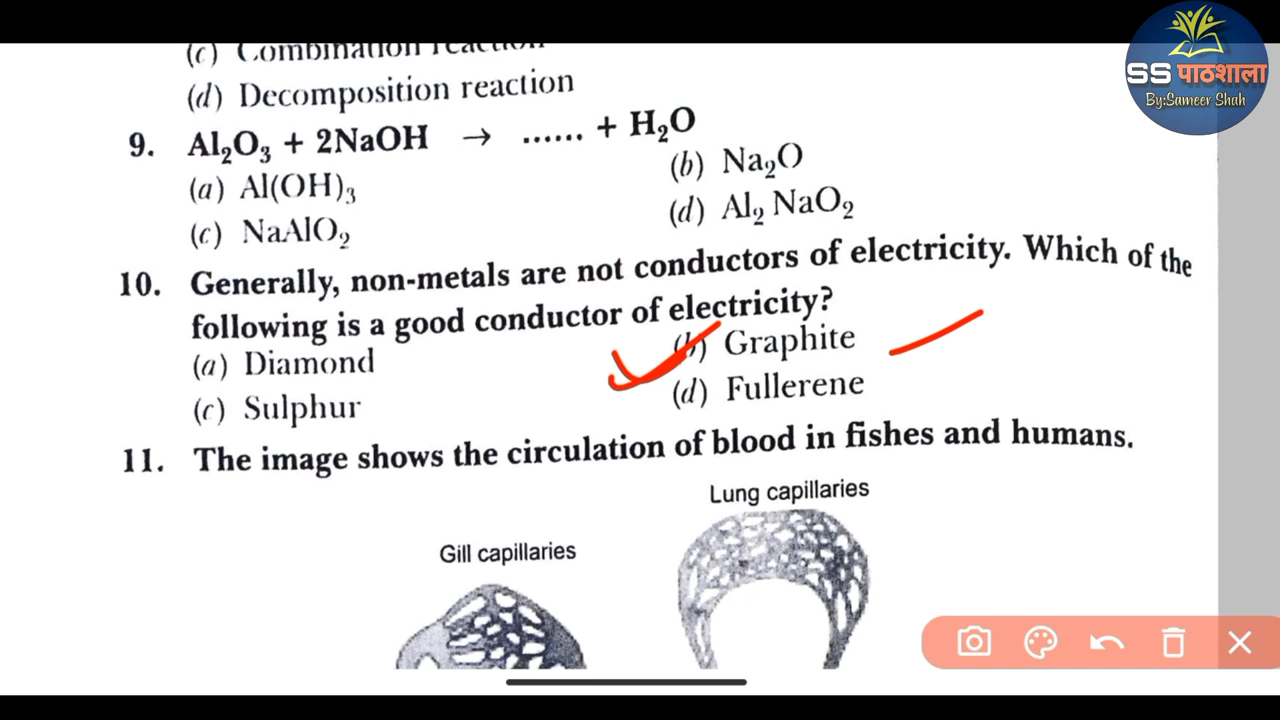 SS पाठशाला
By:Sameer Shah
(c) Combination reaction
(d) Decomposition reaction
9. Al₂O₃ + 2NaOH → ...... + H₂O
(a) Al(OH)₃ (b) Na₂O
(c) NaAlO₂ (d) Al₂ NaO₂
10. Generally, non-metals are not conductors of electricity. Which of the
following is a good conductor of electricity?
(a) Diamond (b) Graphite
(c) Sulphur (d) Fullerene
11. The image shows the circulation of blood in fishes and humans.
Lung capillaries
Gill capillaries